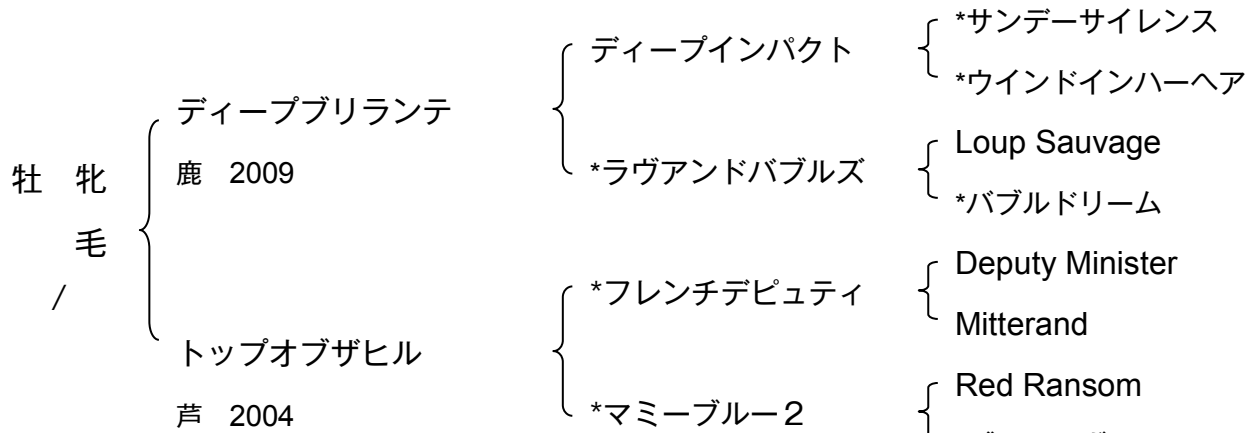 *サンデーサイレンス
ディープインパクト
*ウインドインハーヘア
ディープブリランテ
鹿 2009
Loup Sauvage
*ラヴアンドバブルズ
*バブルドリーム
牡 牝
毛
/
Deputy Minister
*フレンチデピュティ
Mitterand
トップオブザヒル
芦 2004
Red Ransom
*マミーブルー2